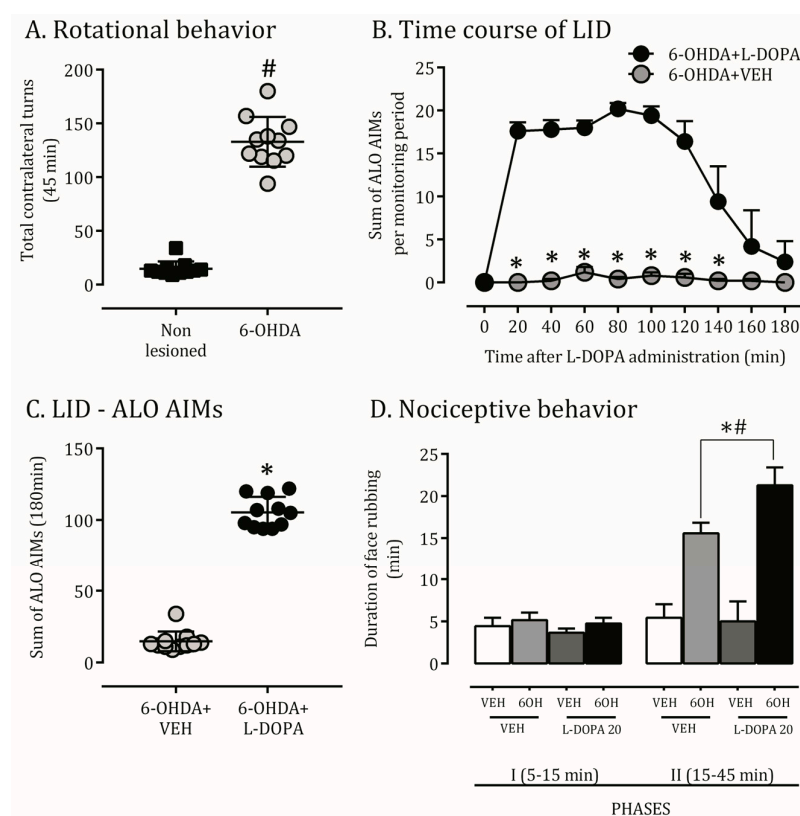 A. Rotational behavior
Total contralateral turns
(45 min)
200
150
100
50
0
#
Non
lesioned
6-OHDA
B. Time course of LID
6-OHDA+L-DOPA
6-OHDA+VEH
Sum of ALO AIMs
per monitoring period
25
20
15
10
5
0
* * * * * * *
0 20 40 60 80 100 120 140 160 180
Time after L-DOPA administration (min)
C. LID - ALO AIMs
Sum of ALO AIMs (180min)
150
100
50
0
*
6-OHDA+
VEH
6-OHDA+
L-DOPA
D. Nociceptive behavior
Duration of face rubbing
(min)
25
20
15
10
5
0
*#
VEH 6OH VEH 6OH VEH 6OH VEH 6OH
VEH L-DOPA 20 VEH L-DOPA 20
I (5-15 min) II (15-45 min)
PHASES